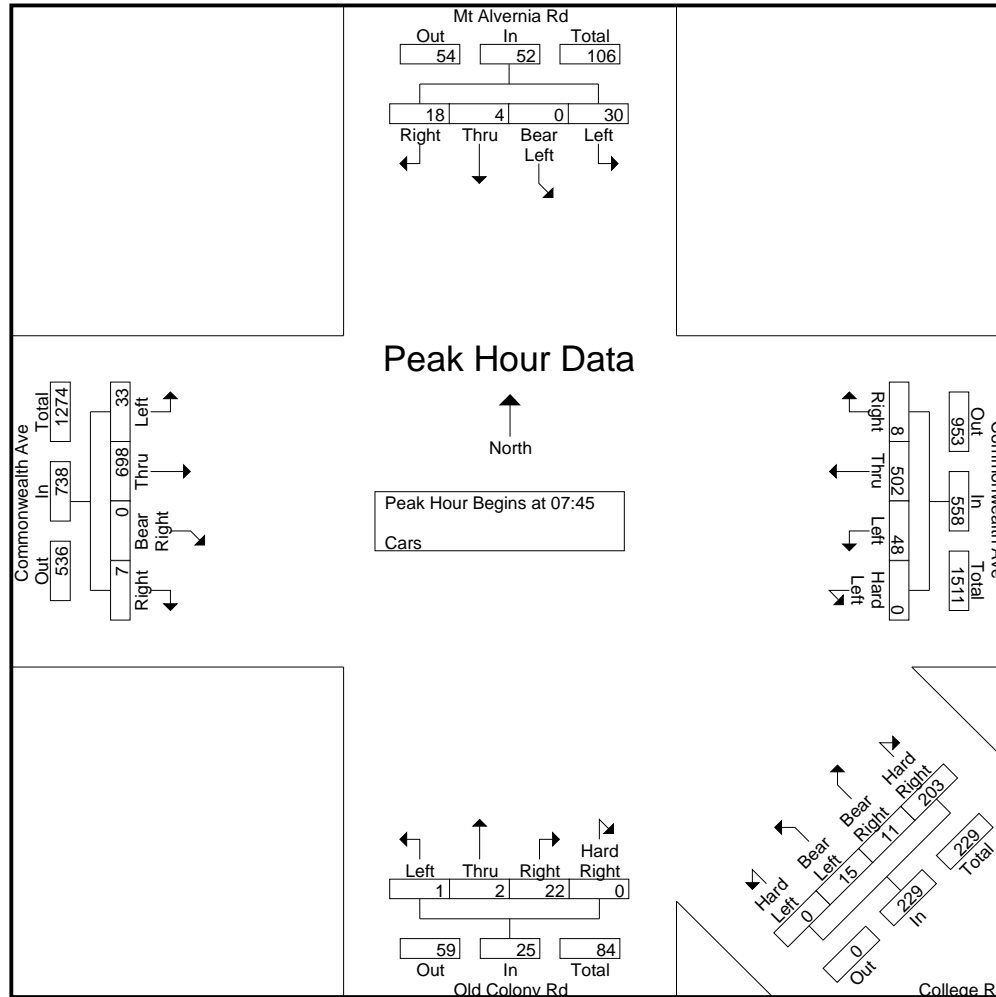 Mt Alvernia Rd
Out In Total
54 52 106
18 4 0 30
Right Thru Bear Left Left
Peak Hour Data
North
Peak Hour Begins at 07:45
Cars
Commonwealth Ave
Total In Out
1274 738 536
33 698 0 7
Left Thru Bear Right Right
Commonwealth Ave
Out In Total
953 558 1511
8 502 48 0
Right Thru Left Hard Left
Left Thru Right Hard Right
1 2 22 0
59 25 84
Out In Total
Old Colony Rd
Hard Left Bear Left Bear Right Hard Right
0 15 11 203
0 229 229
Out In Total
College R